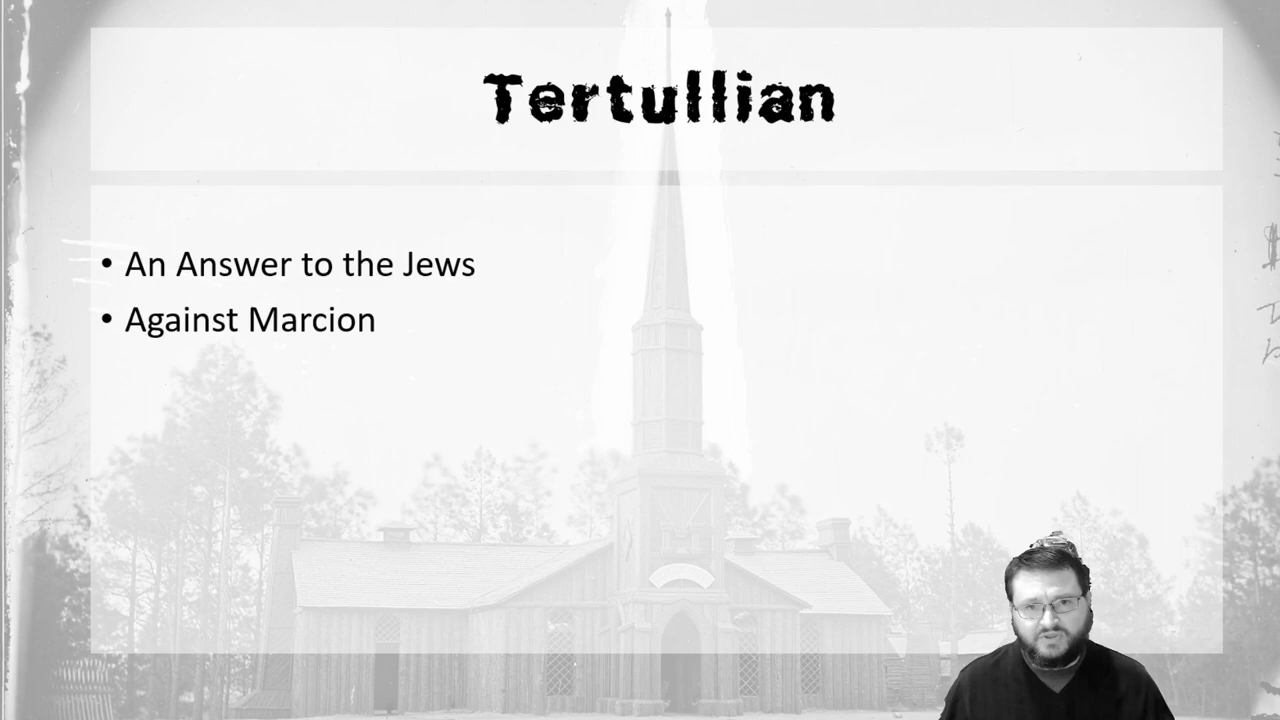 Tertullian
• An Answer to the Jews
• Against Marcion